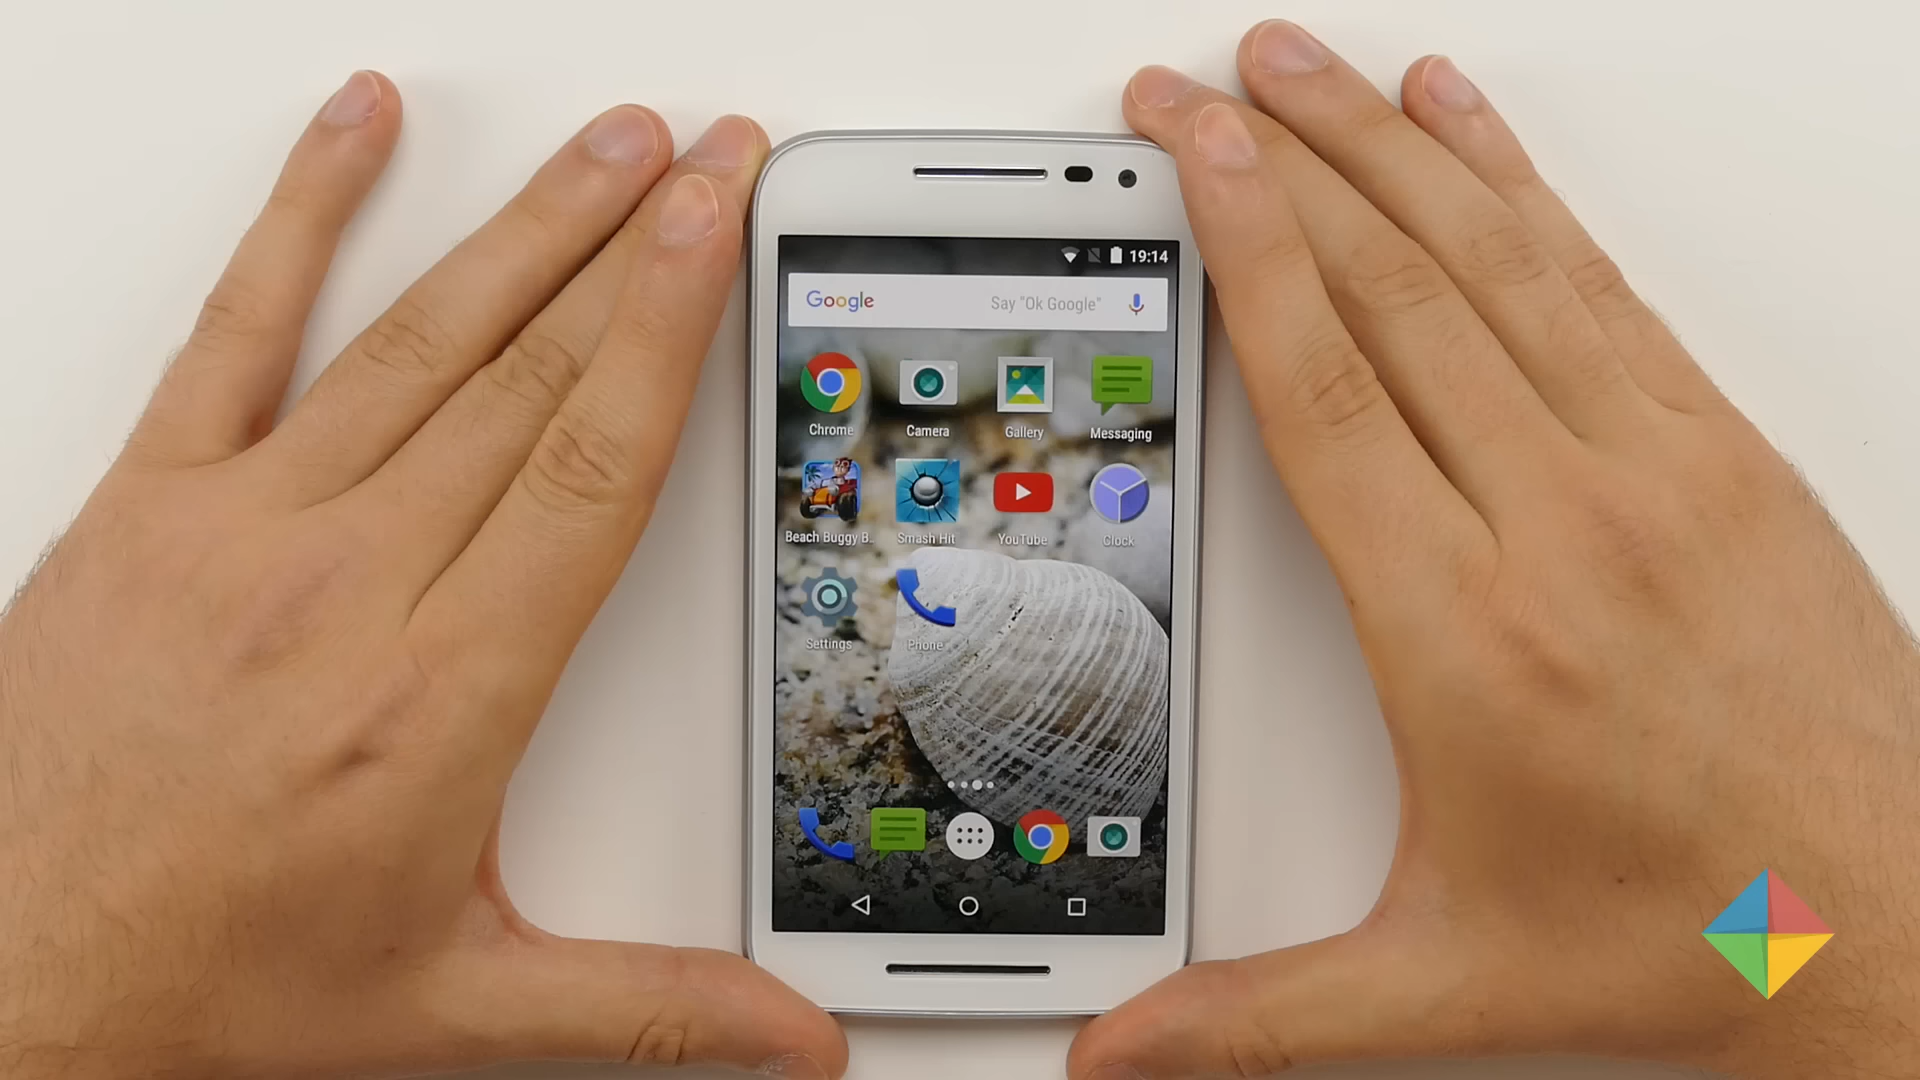 19:14
Google Say "Ok Google"
Chrome Camera Gallery Messaging
Beach Buggy B.. Smash Hit YouTube Clock
Settings Phone